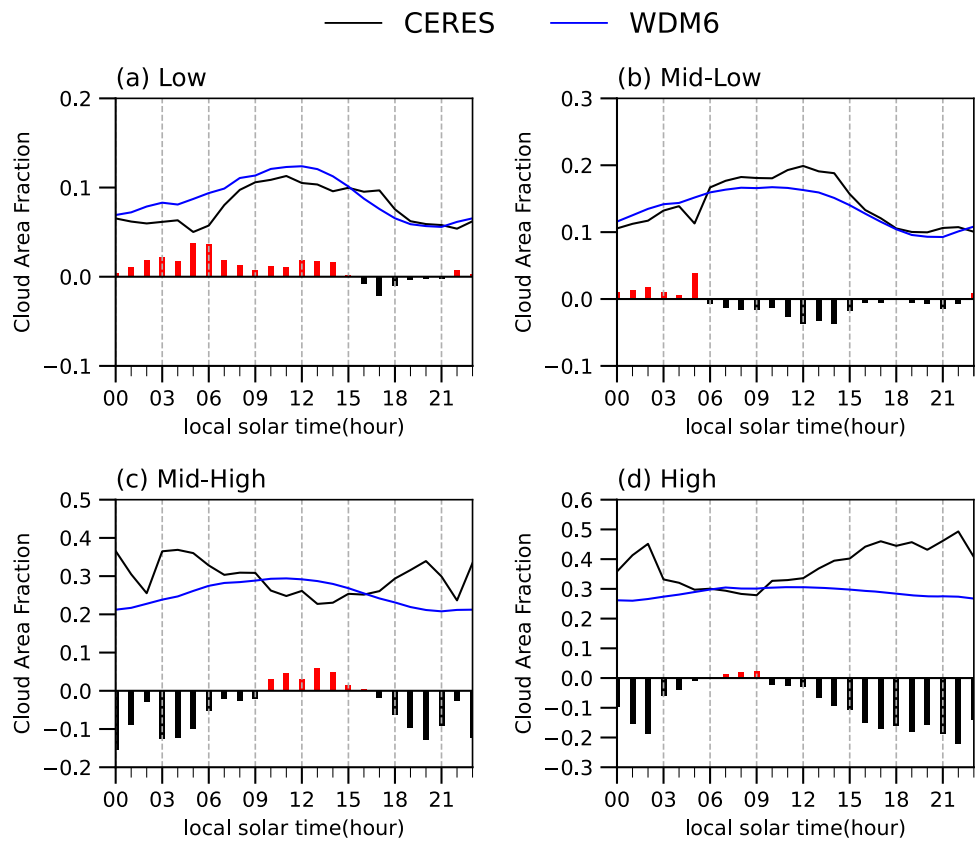 CERES WDM6
(a) Low
Cloud Area Fraction
0.2
0.1
0.0
−0.1
00 03 06 09 12 15 18 21
local solar time(hour)
(b) Mid-Low
Cloud Area Fraction
0.3
0.2
0.1
0.0
−0.1
00 03 06 09 12 15 18 21
local solar time(hour)
(c) Mid-High
Cloud Area Fraction
0.5
0.4
0.3
0.2
0.1
0.0
−0.1
−0.2
00 03 06 09 12 15 18 21
local solar time(hour)
(d) High
Cloud Area Fraction
0.6
0.5
0.4
0.3
0.2
0.1
0.0
−0.1
−0.2
−0.3
00 03 06 09 12 15 18 21
local solar time(hour)